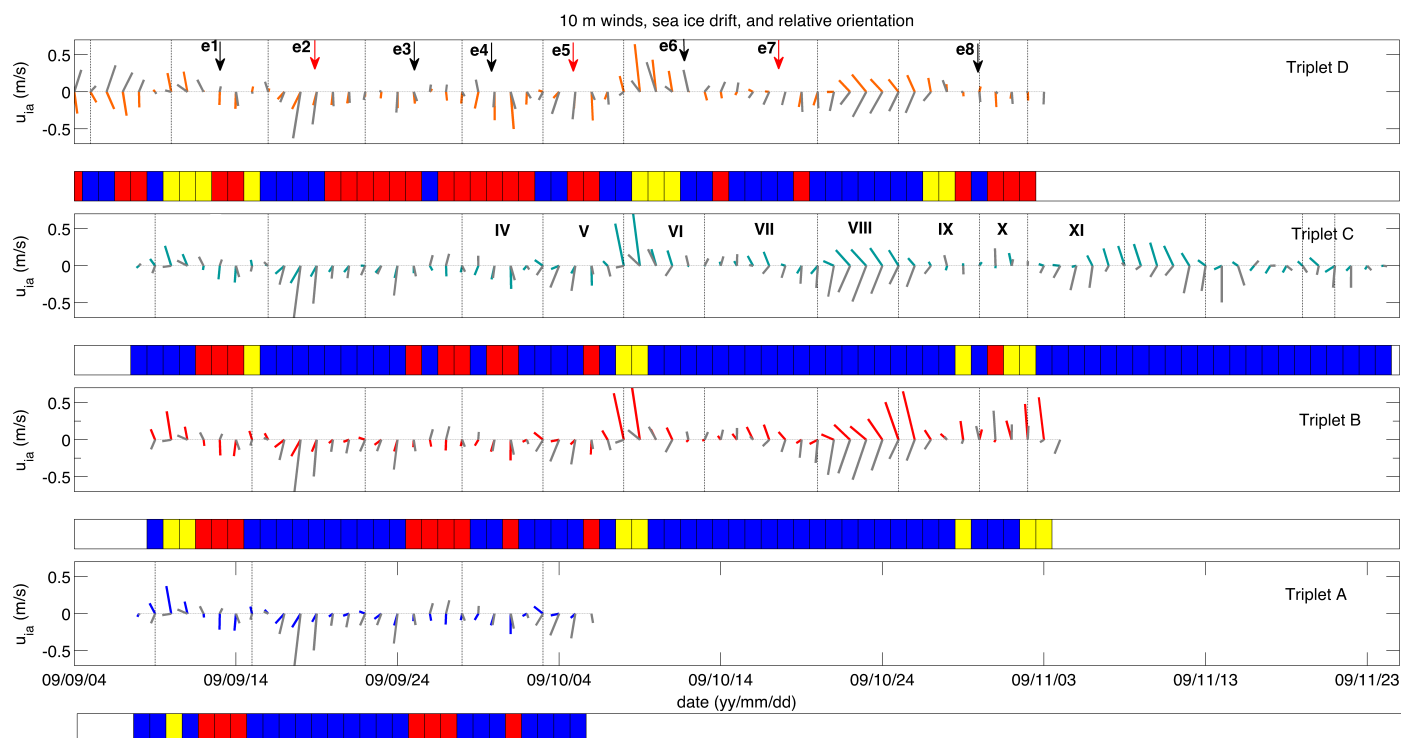 10 m winds, sea ice drift, and relative orientation
e1 e2 e3 e4 e5 e6 e7 e8
Triplet D
0.5
0
-0.5
u_ia (m/s)
IV V VI VII VIII IX X XI
Triplet C
0.5
0
-0.5
u_ia (m/s)
Triplet B
0.5
0
-0.5
u_ia (m/s)
Triplet A
0.5
0
-0.5
u_ia (m/s)
09/09/04 09/09/14 09/09/24 09/10/04 09/10/14 09/10/24 09/11/03 09/11/13 09/11/23
date (yy/mm/dd)